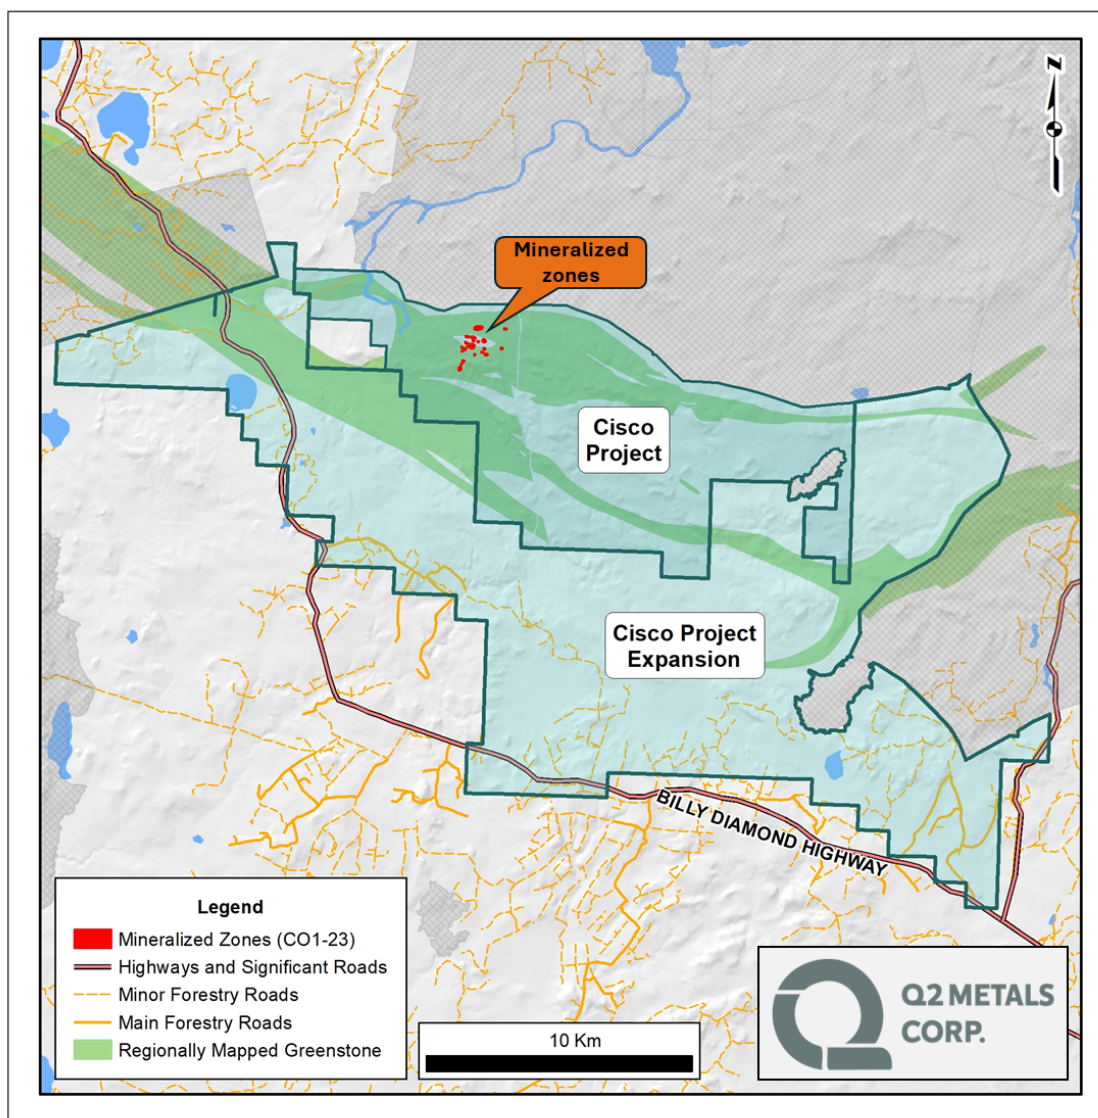 N
Mineralized
zones
Cisco
Project
Cisco Project
Expansion
BILLY DIAMOND HIGHWAY
Legend
Mineralized Zones (CO1-23)
Highways and Significant Roads
Minor Forestry Roads
Main Forestry Roads
Regionally Mapped Greenstone
10 Km
Q2 METALS
CORP.